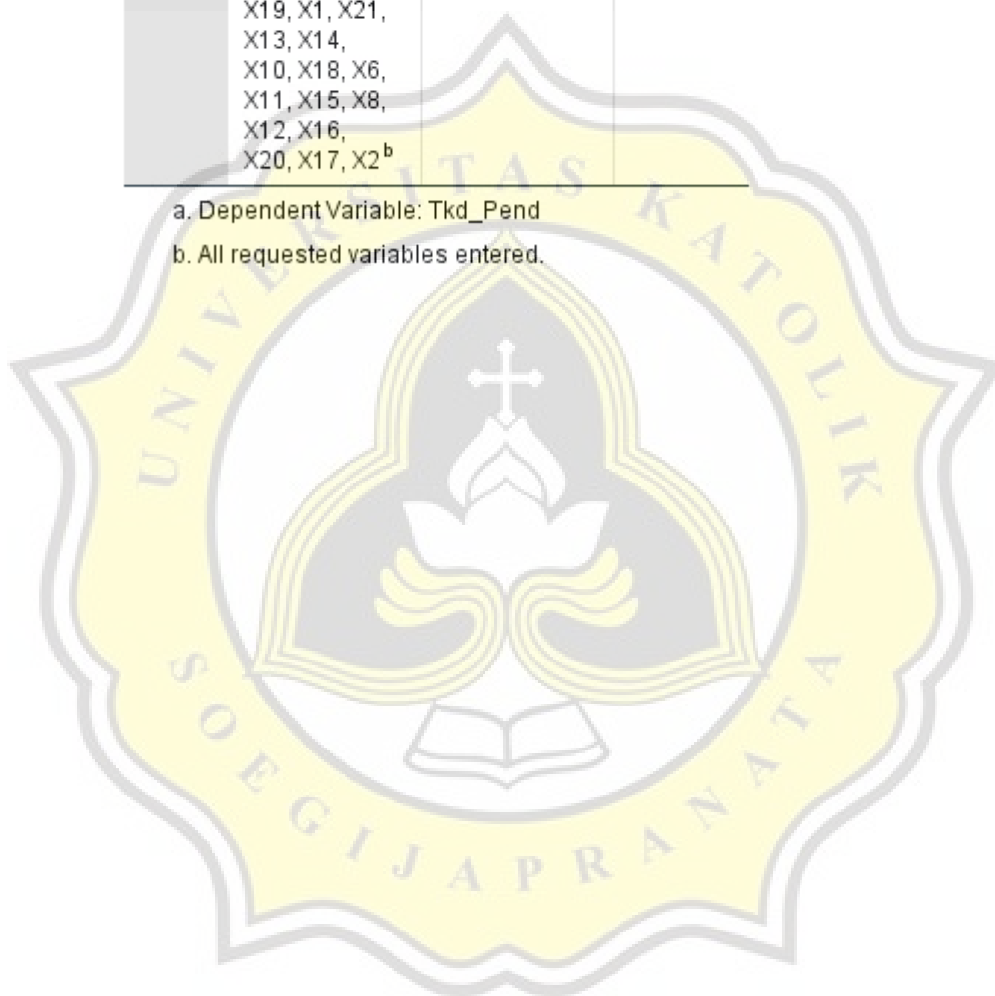 X19, X1, X21,
X13, X14,
X10, X18, X6,
X11, X15, X8,
X12, X16,
X20, X17, X2b
a. Dependent Variable: Tkd_Pend
b. All requested variables entered.
UNIVERSITAS KATOLIK
SOEGIJAPRANATA